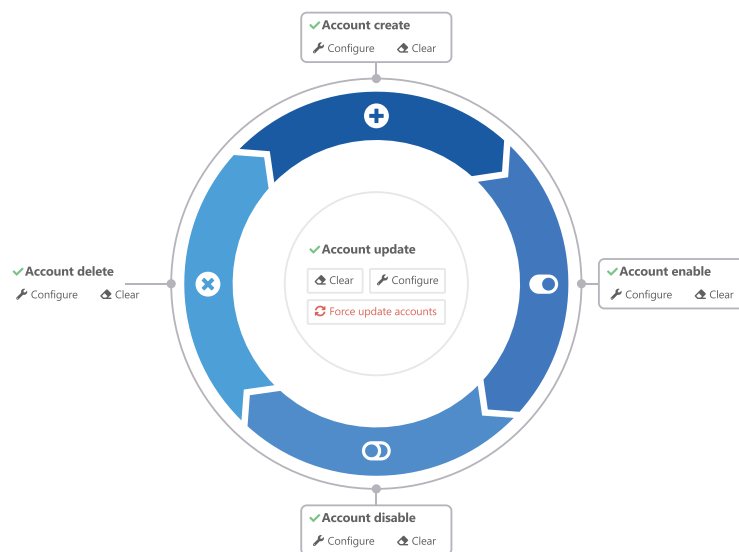 Account create
Configure Clear
Account update
Clear Configure
Force update accounts
Account delete
Configure Clear
Account enable
Configure Clear
Account disable
Configure Clear